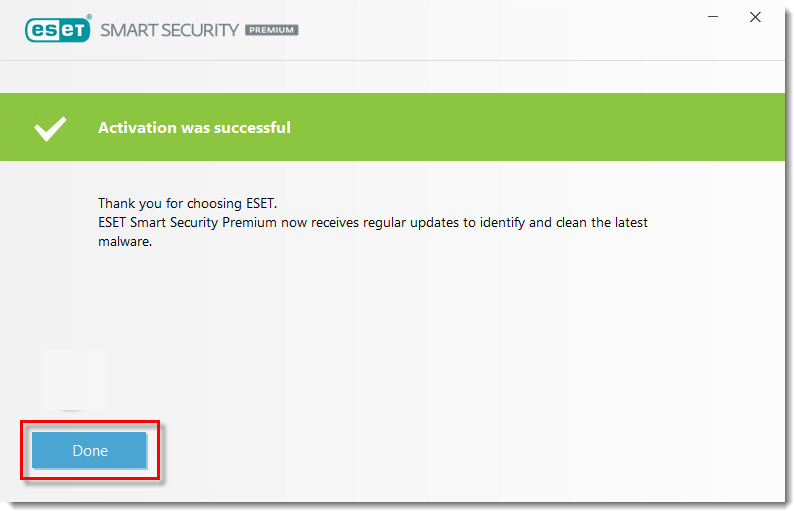 eset® SMART SECURITY PREMIUM
Activation was successful
Thank you for choosing ESET.
ESET Smart Security Premium now receives regular updates to identify and clean the latest
malware.
Done